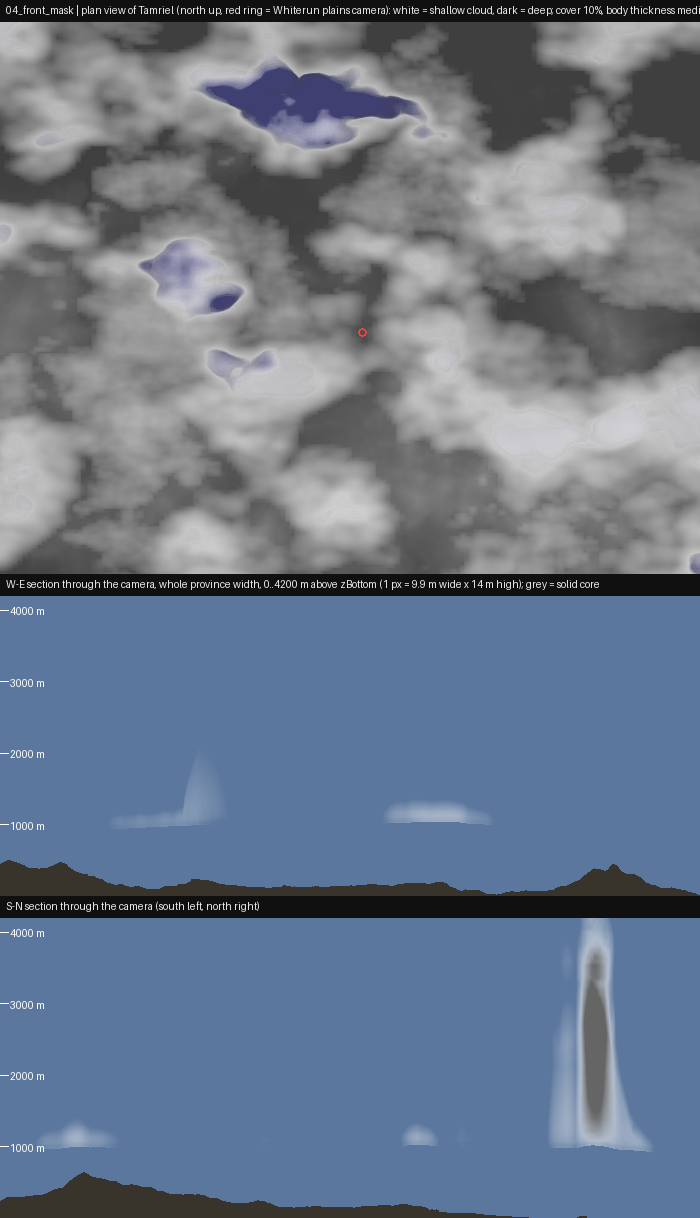 04_front_mask | plan view of Tamriel (north up, red ring = Whiterun plains camera): white = shallow cloud, dark = deep; cover 10%, body thickness medi
W-E section through the camera, whole province width, 0..4200 m above zBottom (1 px = 9.9 m wide x 14 m high); grey = solid core
4000 m
3000 m
2000 m
1000 m
S-N section through the camera (south left, north right)
4000 m
3000 m
2000 m
1000 m